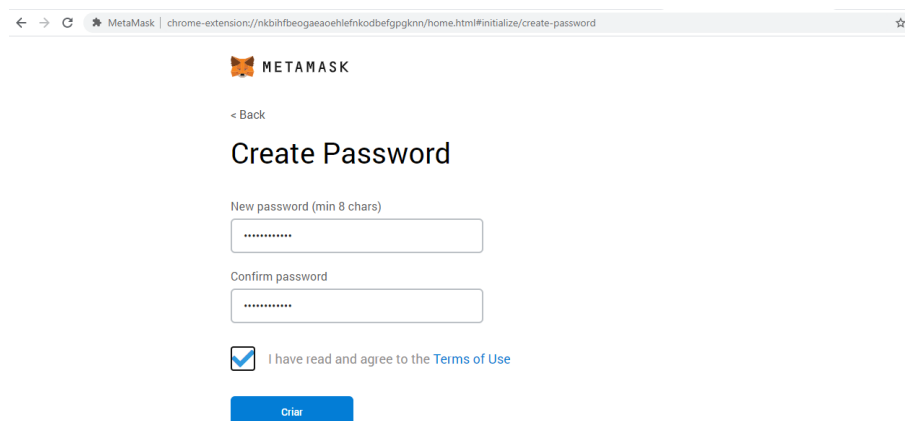 MetaMask | chrome-extension://nkbihfbeogaeaoehlefnkodbefgpgknn/home.html#initialize/create-password
METAMASK
< Back
Create Password
New password (min 8 chars)
••••••••••••
Confirm password
••••••••••••
I have read and agree to the Terms of Use
Criar